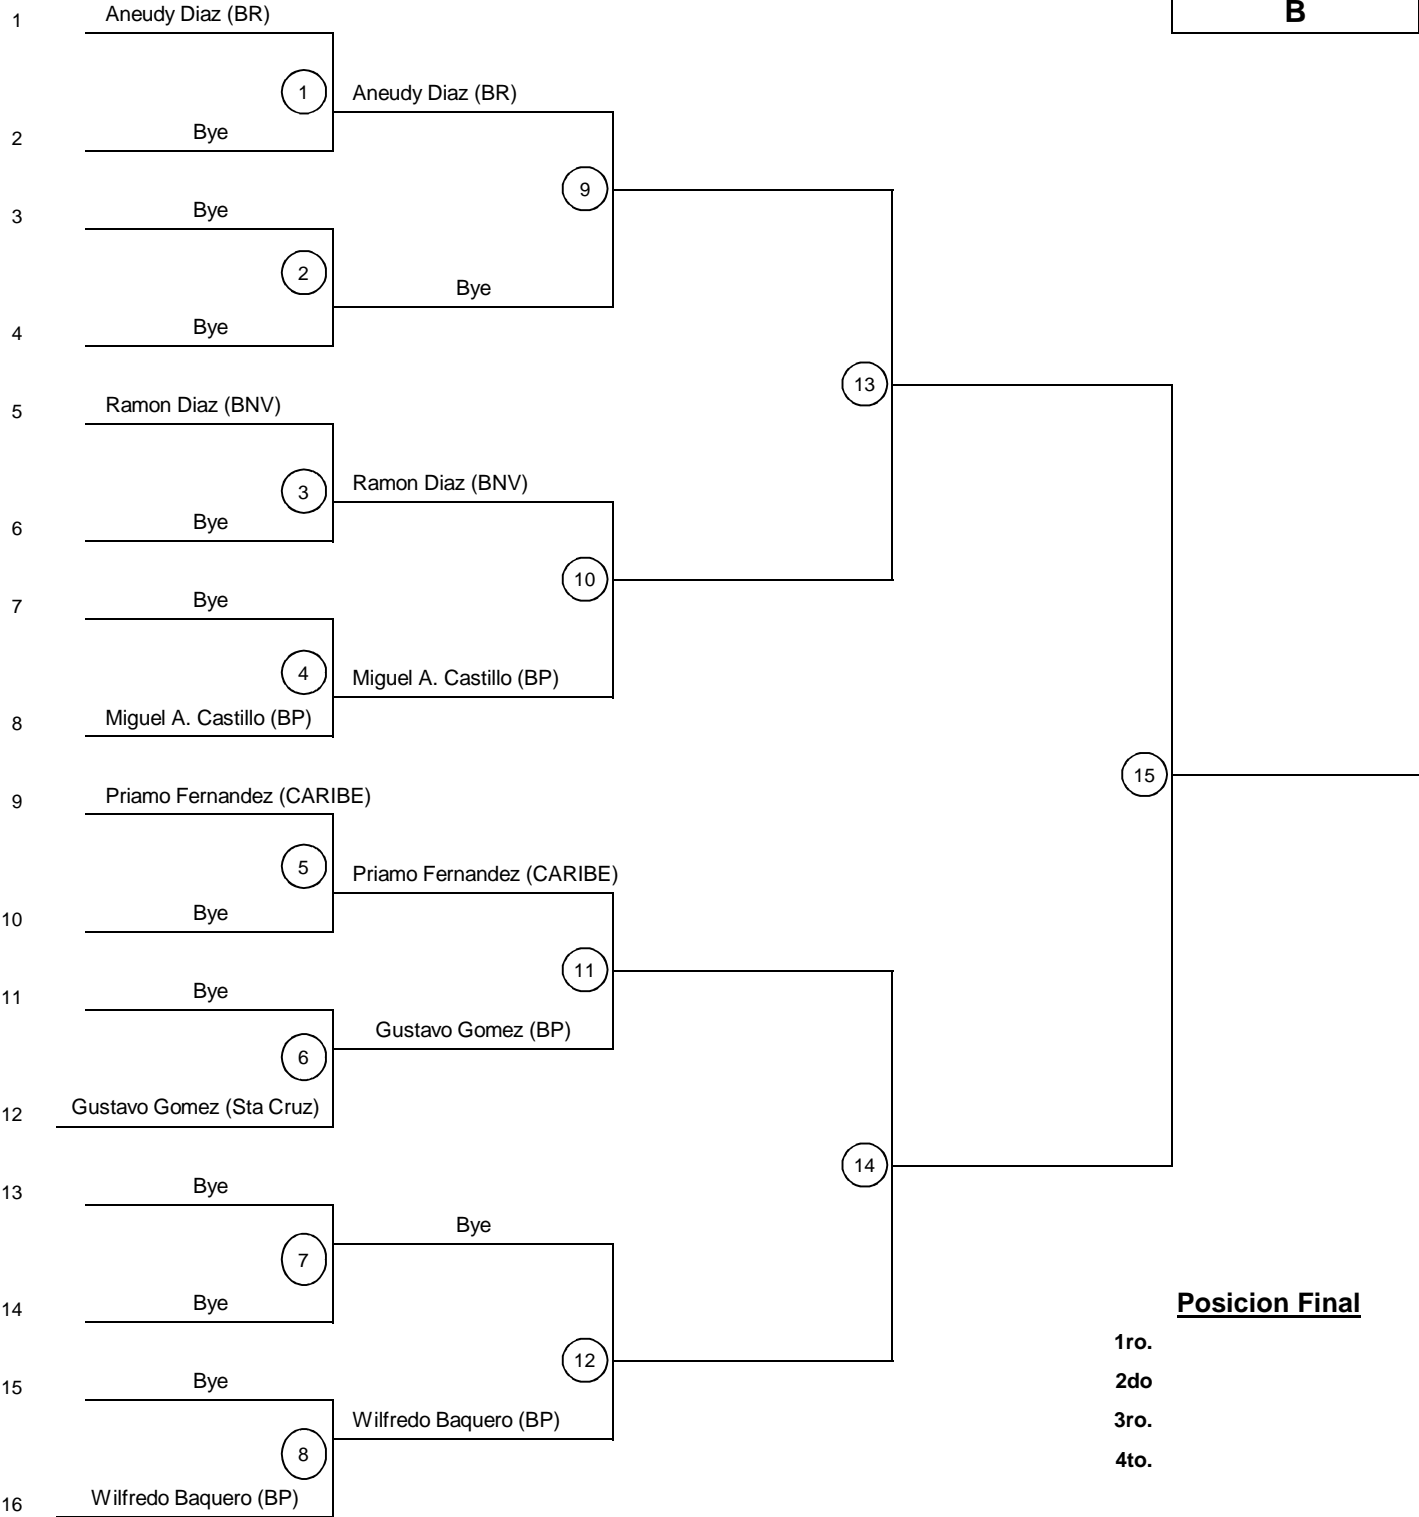 B
1
Aneudy Diaz (BR)
1
Aneudy Diaz (BR)
2
Bye
9
3
Bye
2
Bye
4
Bye
13
5
Ramon Diaz (BNV)
3
Ramon Diaz (BNV)
6
Bye
10
7
Bye
4
Miguel A. Castillo (BP)
8
Miguel A. Castillo (BP)
15
9
Priamo Fernandez (CARIBE)
5
Priamo Fernandez (CARIBE)
10
Bye
11
11
Bye
6
Gustavo Gomez (BP)
12
Gustavo Gomez (Sta Cruz)
14
13
Bye
Bye
7
14
Bye
12
15
Bye
Wilfredo Baquero (BP)
8
16
Wilfredo Baquero (BP)
Posicion Final
1ro.
2do
3ro.
4to.